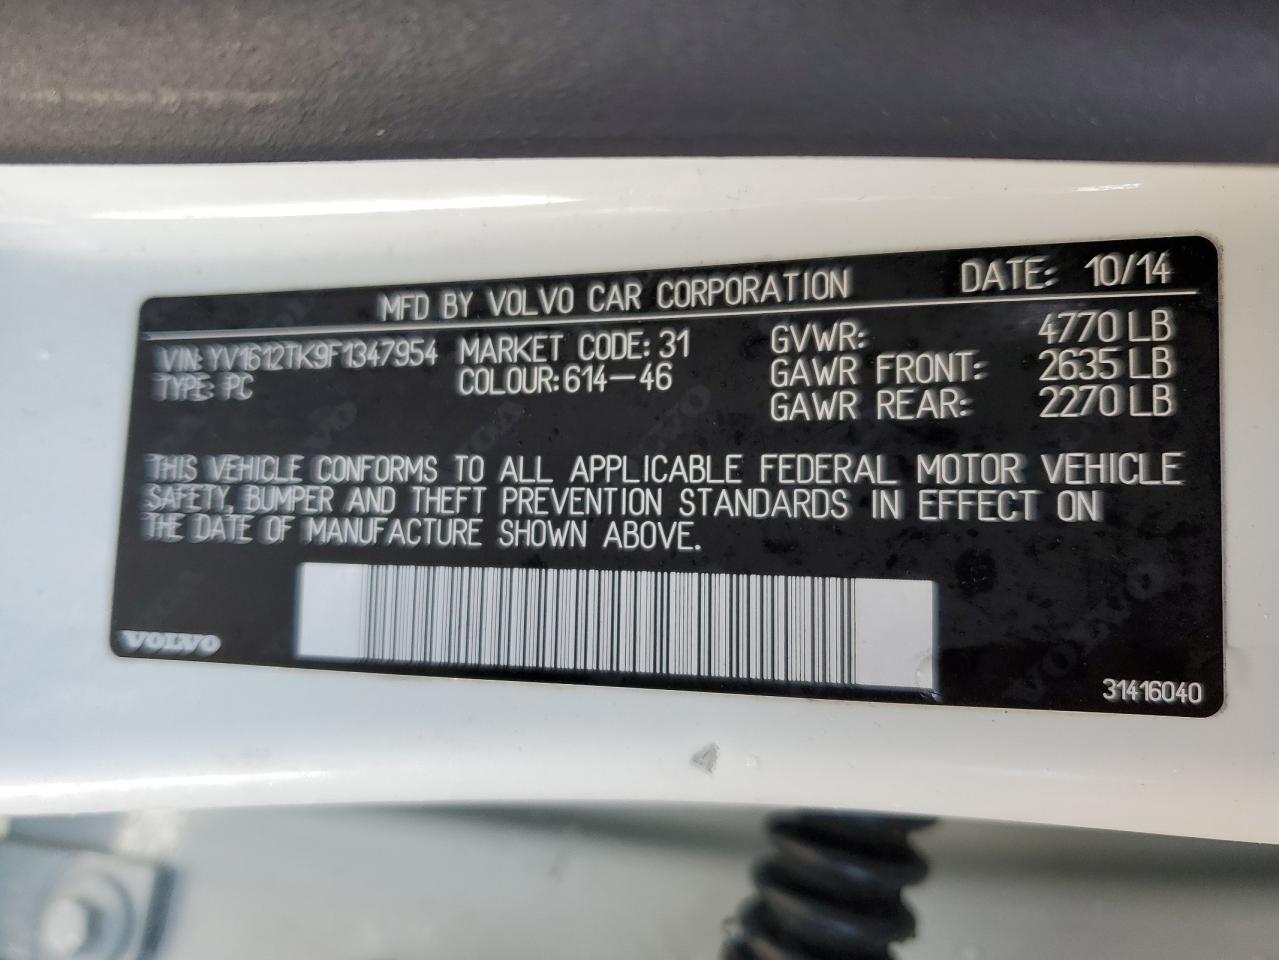 MFD BY VOLVO CAR CORPORATION DATE: 10/14
VIN: YV1612TK9F1347954 MARKET CODE: 31 GVWR: 4770 LB
TYPE: PC COLOUR: 614-46 GAWR FRONT: 2635 LB
GAWR REAR: 2270 LB
THIS VEHICLE CONFORMS TO ALL APPLICABLE FEDERAL MOTOR VEHICLE
SAFETY, BUMPER AND THEFT PREVENTION STANDARDS IN EFFECT ON
THE DATE OF MANUFACTURE SHOWN ABOVE.
VOLVO
31416040